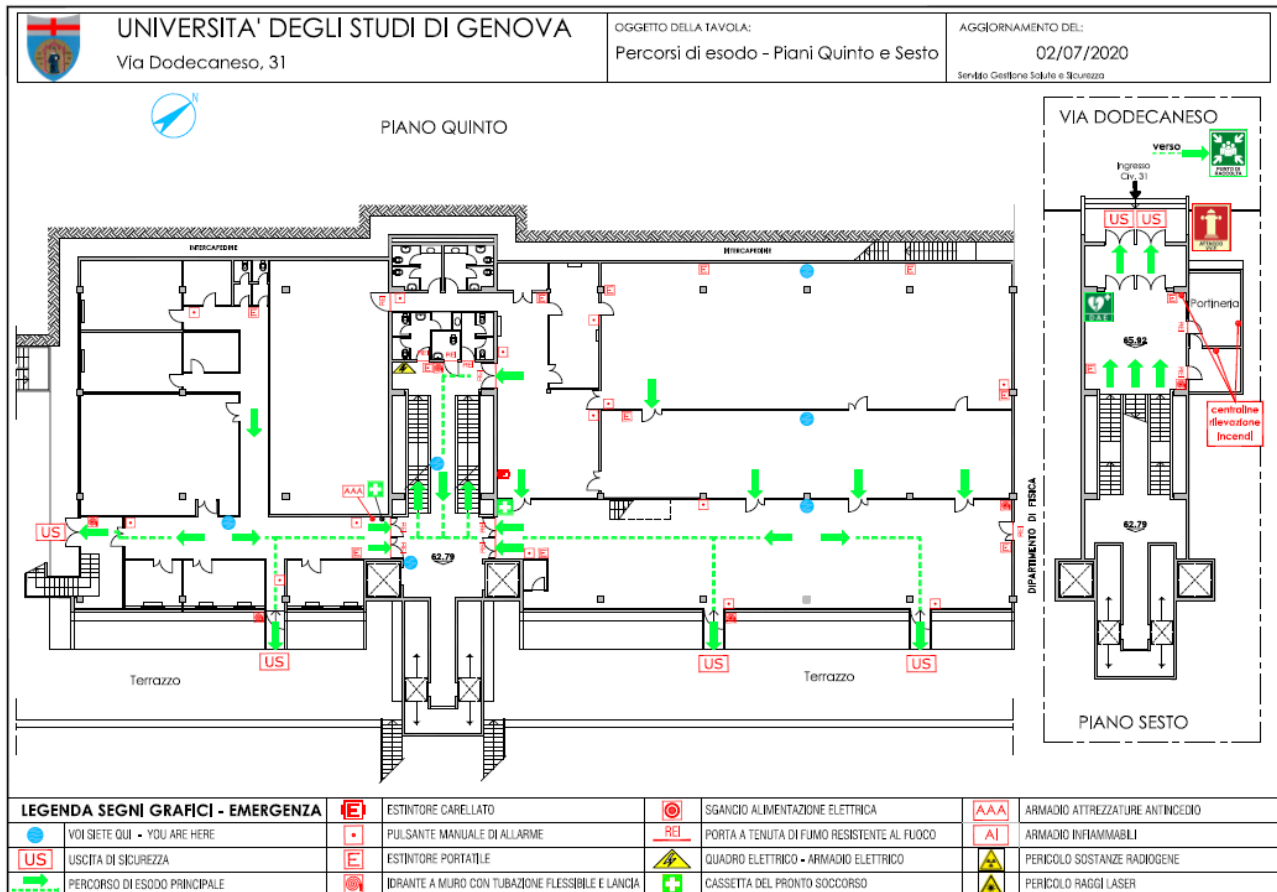 UNIVERSITA' DEGLI STUDI DI GENOVA
Via Dodecaneso, 31
OGGETTO DELLA TAVOLA:
Percorsi di esodo - Piani Quinto e Sesto
AGGIORNAMENTO DEL:
02/07/2020
Servizio Gestione Salute e Sicurezza
N
PIANO QUINTO
VIA DODECANESO
verso
PUNTO DI
RACCOLTA
Ingresso
Civ. 31
US US
ATTACCO
VV.F
INTERCAPEDINE
INTERCAPEDINE
DAE
Portineria
65.92
centraline
rilevazione
incendi
AAA
US
62.79
62.79
DIPARTIMENTO DI FISICA
US
US
US
Terrazzo
Terrazzo
PIANO SESTO
LEGENDA SEGNI GRAFICI - EMERGENZA
VOI SIETE QUI - YOU ARE HERE
US USCITA DI SICUREZZA
PERCORSO DI ESODO PRINCIPALE
E ESTINTORE CARELLATO
PULSANTE MANUALE DI ALLARME
E ESTINTORE PORTATILE
IDRANTE A MURO CON TUBAZIONE FLESSIBILE E LANCIA
SGANCIO ALIMENTAZIONE ELETTRICA
REI PORTA A TENUTA DI FUMO RESISTENTE AL FUOCO
QUADRO ELETTRICO - ARMADIO ELETTRICO
CASSETTA DEL PRONTO SOCCORSO
AAA ARMADIO ATTREZZATURE ANTINCEDIO
AI ARMADIO INFIAMMABILI
PERICOLO SOSTANZE RADIOGENE
PERICOLO RAGGI LASER